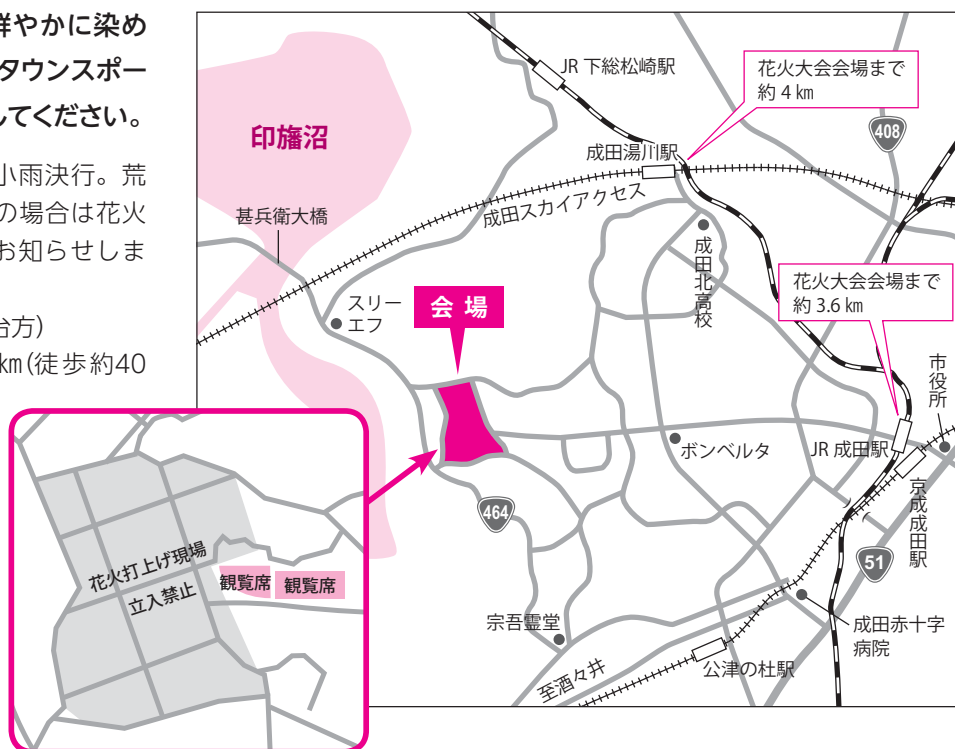 鮮やかに染め
タウンスポー
してください。
小雨決行。荒
の場合は花火
お知らせしま
台方)
km(徒歩約40
JR 下総松崎駅
花火大会会場まで
約 4 km
408
印旛沼
成田湯川駅
成田スカイアクセス
甚兵衛大橋
成田北高校
花火大会会場まで
約 3.6 km
スリー
エフ
会 場
市役所
ボンベルタ
JR 成田駅
京成成田駅
464
51
花火打上げ現場
立入禁止
観覧席
観覧席
宗吾霊堂
成田赤十字
病院
公津の杜駅
至酒々井